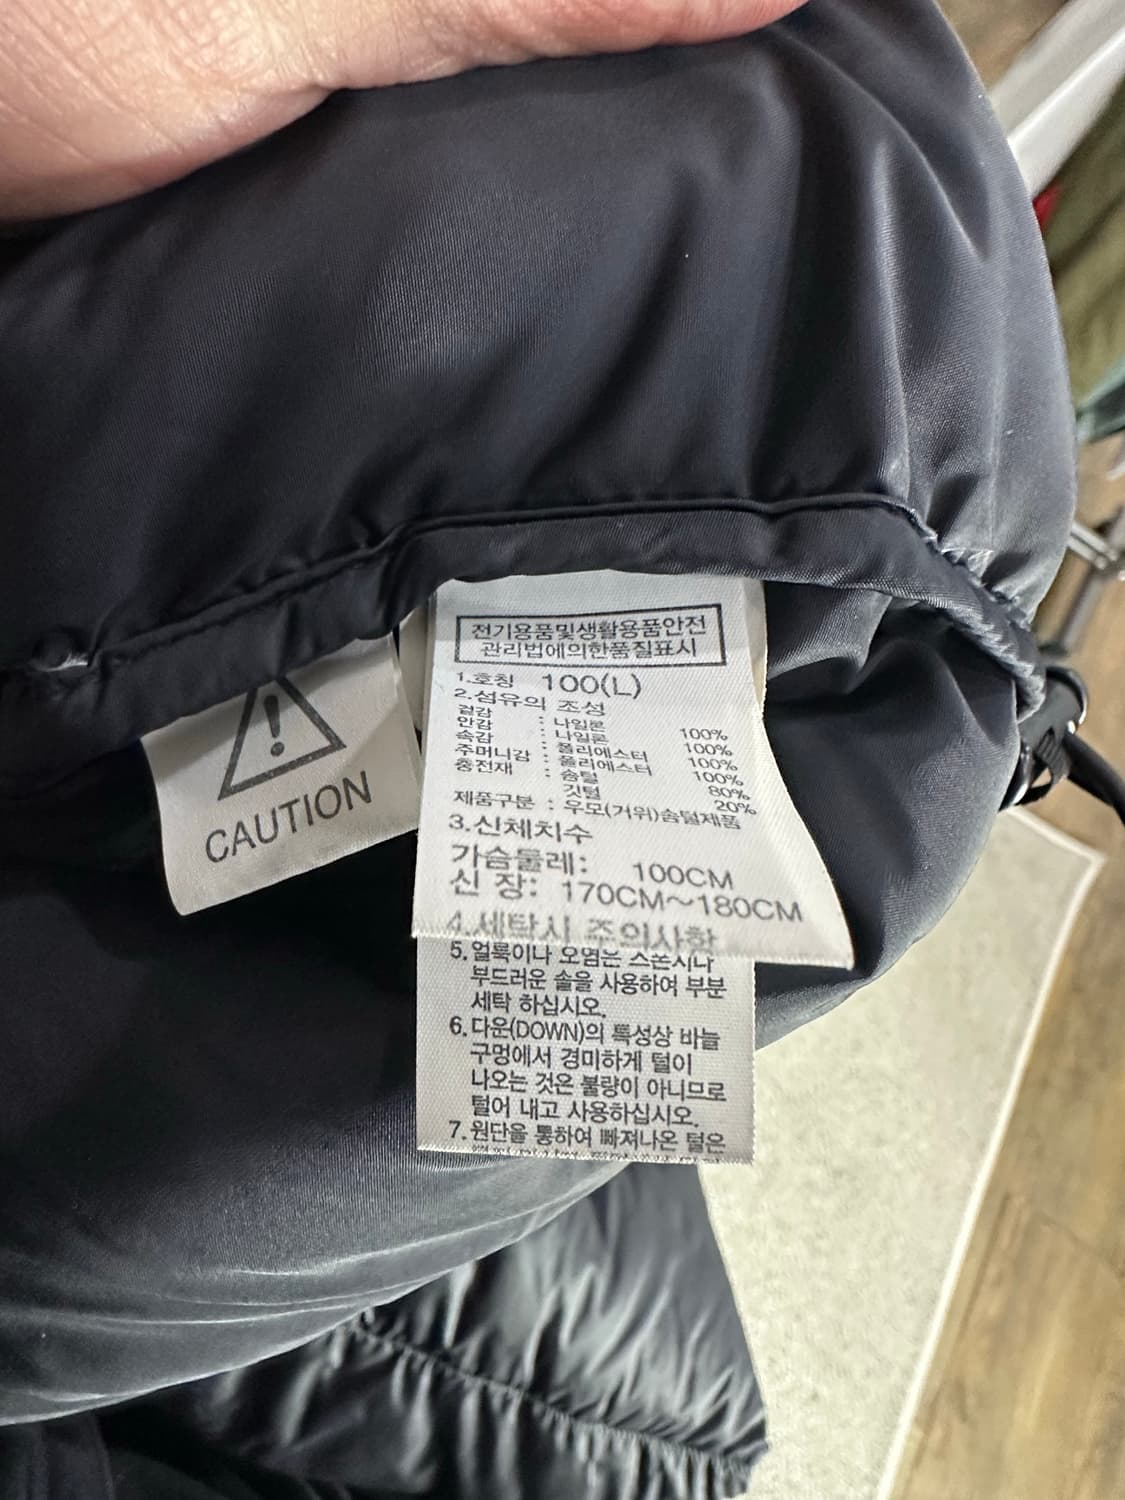 전기용품및생활용품안전
관리법에의한품질표시
1.호칭 100(L)
2.섬유의 조성
겉감 : 나일론 100%
안감 : 나일론 100%
속감 : 폴리에스터 100%
주머니감 : 폴리에스터 100%
충전재 : 솜털 80%
깃털 20%
제품구분 : 우모(거위)솜털제품
3.신체치수
가슴둘레: 100CM
신 장: 170CM~180CM
4.세탁시 주의사항
5. 얼룩이나 오염은 스폰지나
부드러운 솔을 사용하여 부분
세탁 하십시오.
6. 다운(DOWN)의 특성상 바늘
구멍에서 경미하게 털이
나오는 것은 불량이 아니므로
털어 내고 사용하십시오.
7. 원단을 통하여 빠져나온 털은
CAUTION